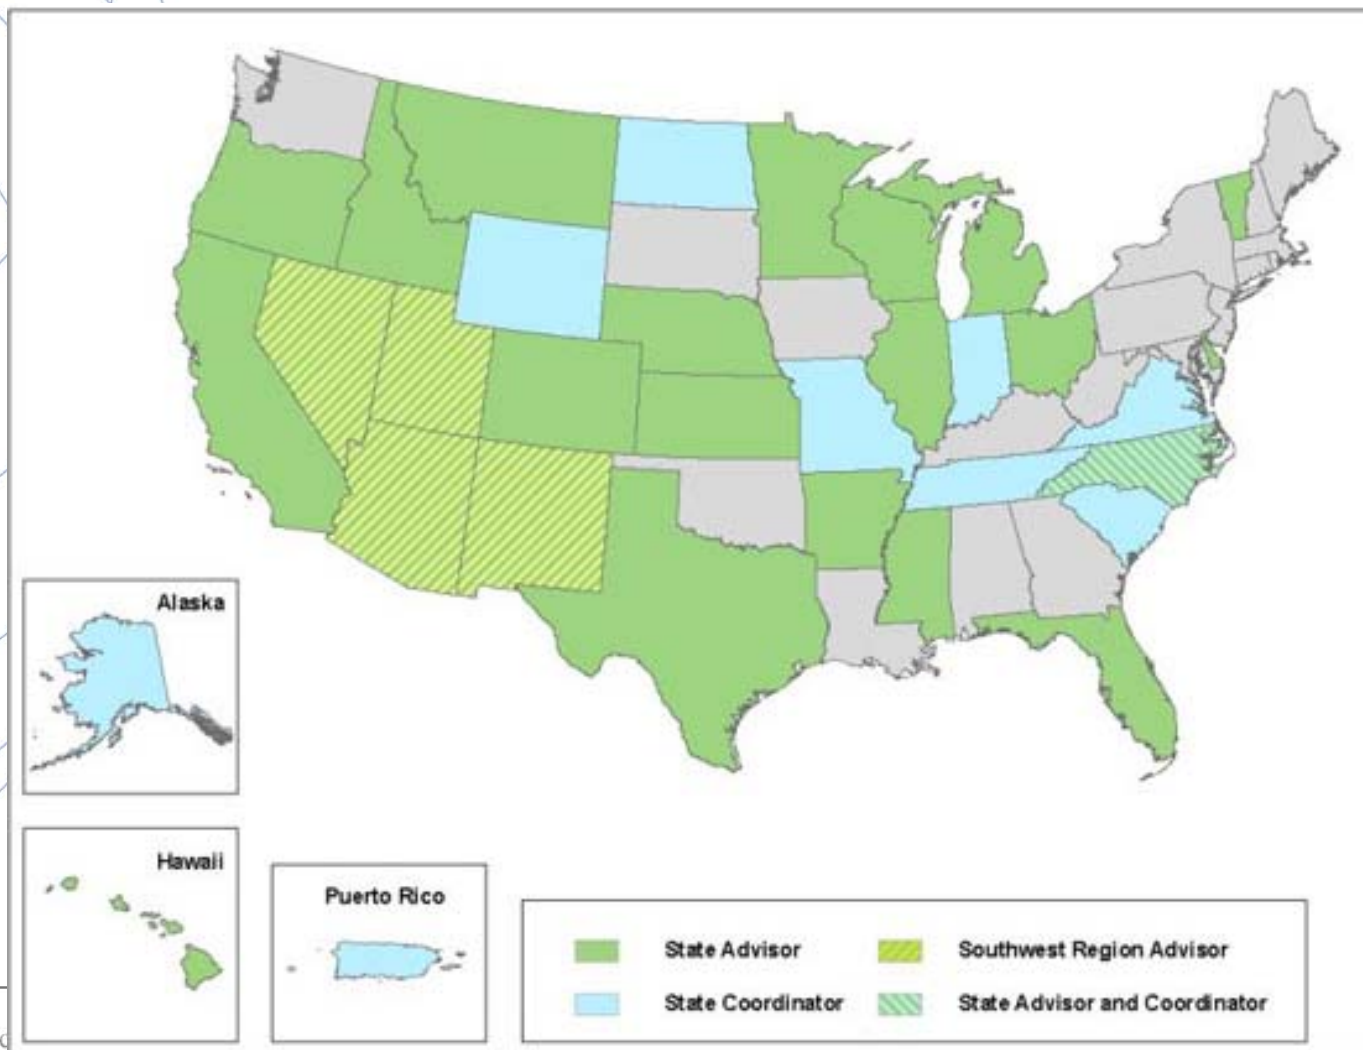 Alaska
Hawaii
Puerto Rico
State Advisor
Southwest Region Advisor
State Coordinator
State Advisor and Coordinator